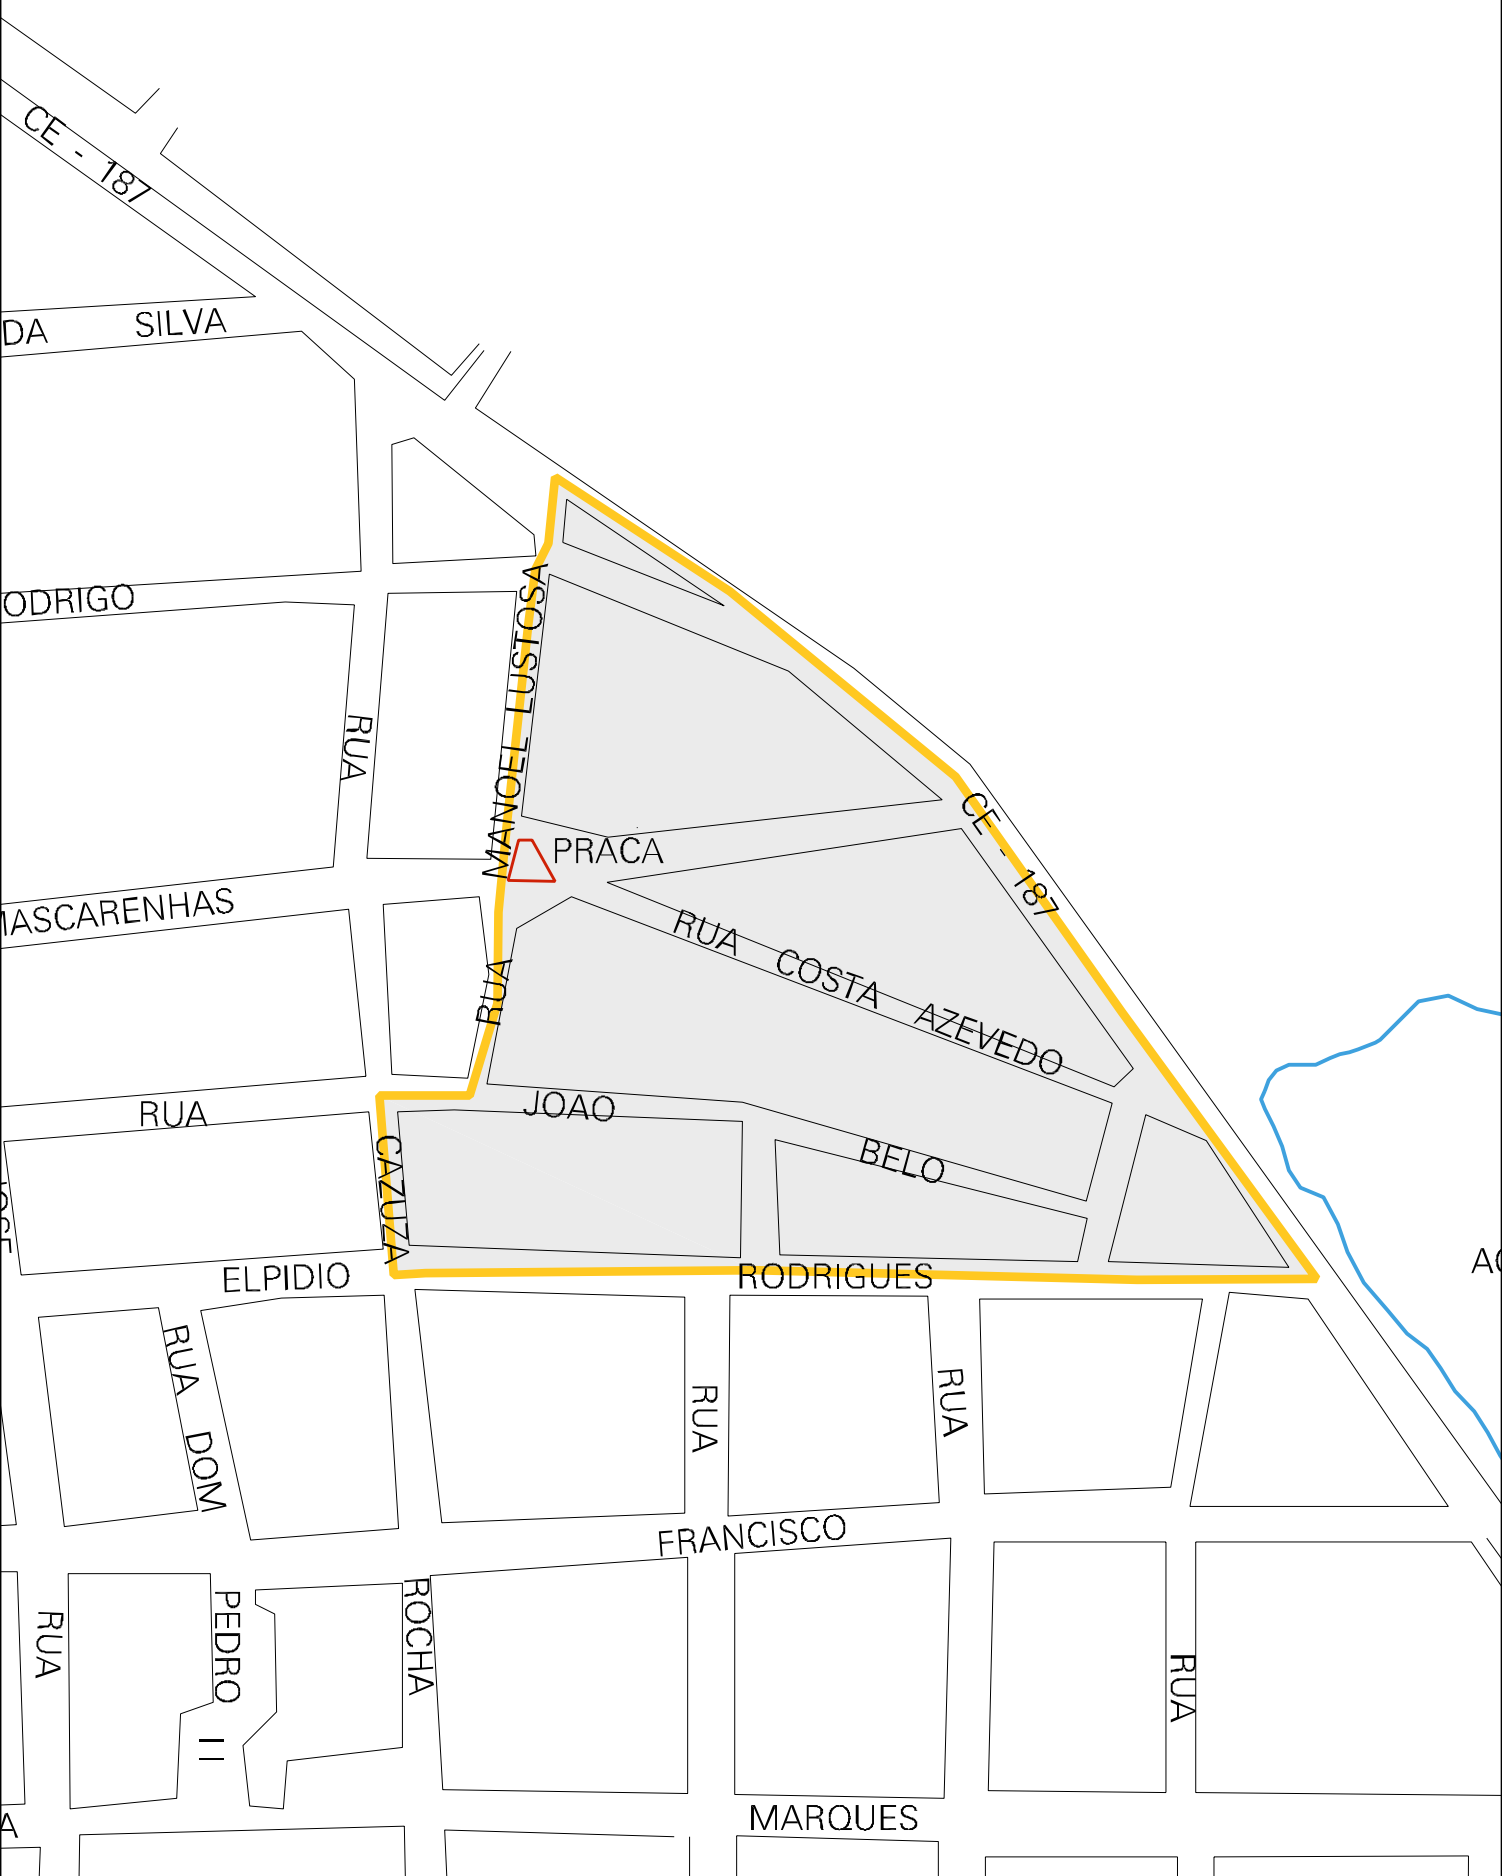 CE - 187
DA SILVA
ODRIGO
MANOEL LUSTOSA
RUA
CE - 187
PRACA
MASCARENHAS
RUA COSTA AZEVEDO
RUA
RUA
JOAO BELO
CAZUZA
ELPIDIO RODRIGUES
AC
RUA DOM
RUA
RUA
FRANCISCO
RUA
PEDRO
II
ROCHA
RUA
MARQUES
A